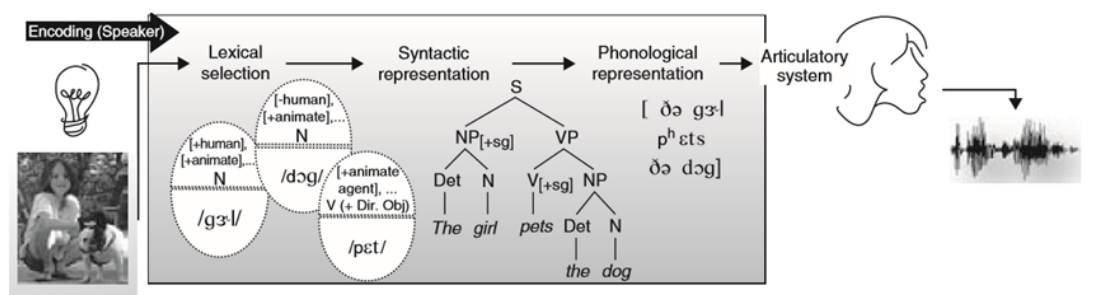 Encoding (Speaker)
Lexical
selection
Syntactic
representation
Phonological
representation
Articulatory
system
[+human],
[+animate],...
N
/gɝl/
[-human],
[+animate],...
N
/dɔg/
[+animate
agent], ...
V (+ Dir. Obj)
/pɛt/
S
NP[+sg] VP
Det N V[+sg] NP
The girl pets Det N
the dog
[ ðə gɝl
pʰɛts
ðə dɔg]